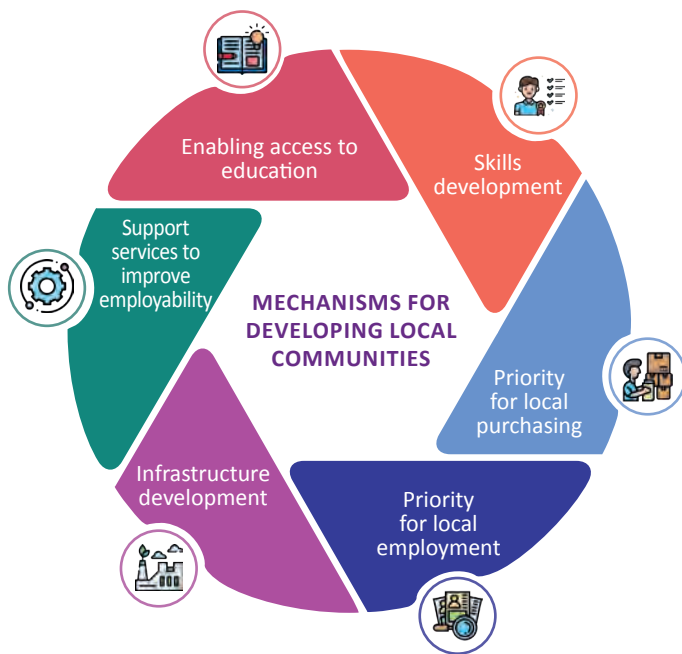 Enabling access to
education
Skills
development
Support
services to
improve
employability
MECHANISMS FOR
DEVELOPING LOCAL
COMMUNITIES
Priority
for local
purchasing
Infrastructure
development
Priority
for local
employment